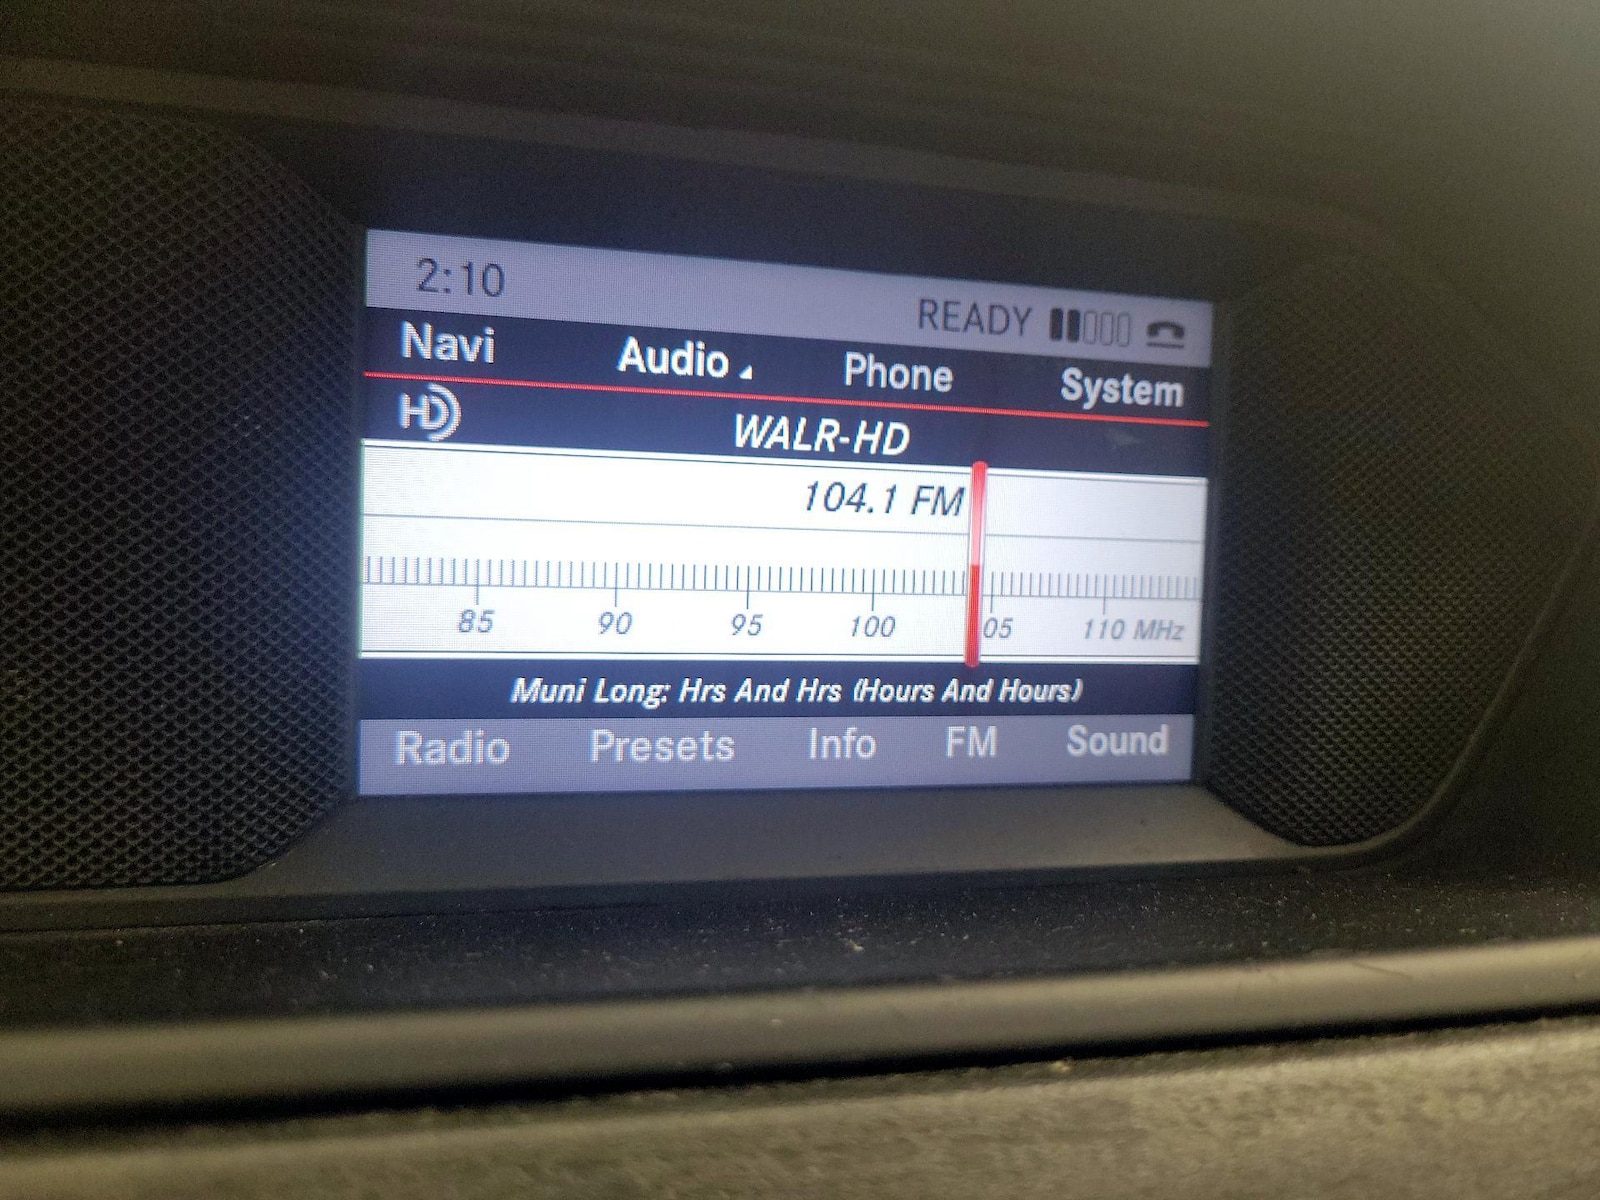 2:10 READY
Navi Audio Phone System
HD WALR-HD
104.1 FM
85 90 95 100 05 110 MHz
Muni Long: Hrs And Hrs (Hours And Hours)
Radio Presets Info FM Sound